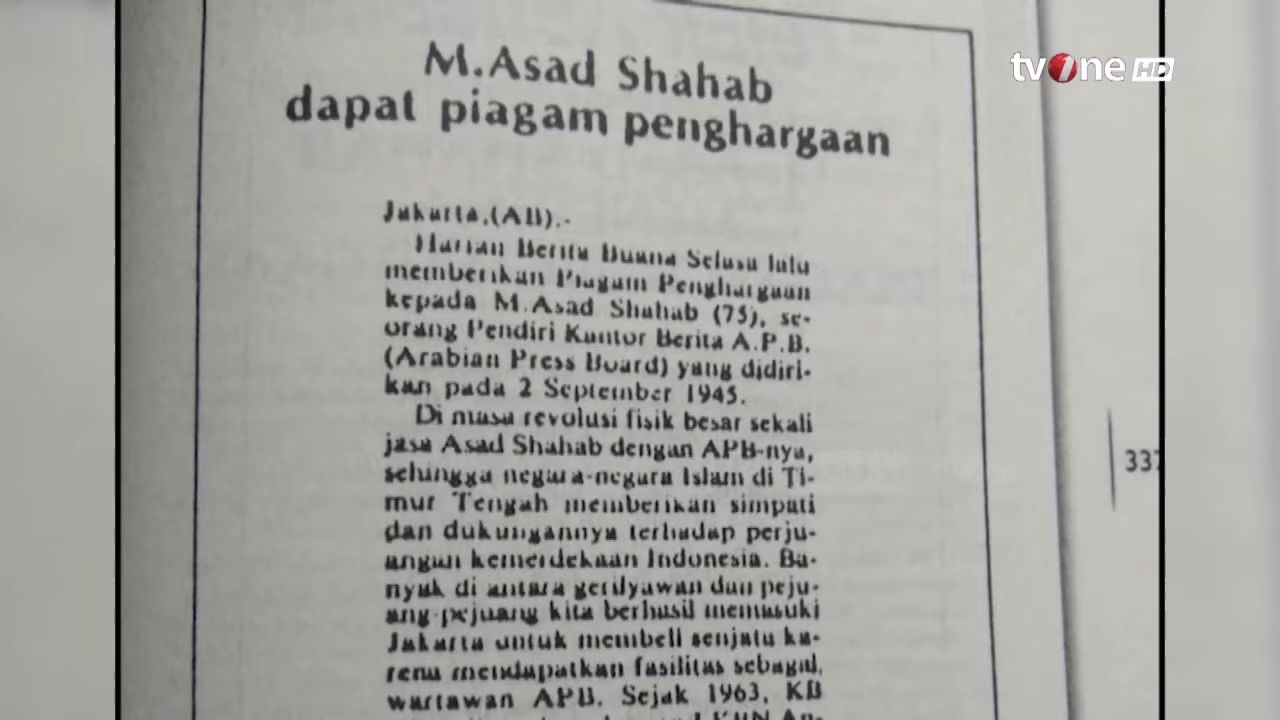 tvOne HD
M.Asad Shahab
dapat piagam penghargaan
Jakarta,(AB).-
Harian Berita Buana Selasa lalu
memberikan Piagam Penghargaan
kepada M.Asad Shahab (75), se-
orang Pendiri Kantor Berita A.P.B.
(Arabian Press Board) yang didiri-
kan pada 2 September 1945.
Di masa revolusi fisik besar sekali
jasa Asad Shahab dengan APB-nya,
sehingga negara-negara Islam di Ti-
mur Tengah memberikan simpati
dan dukungannya terhadap perju-
angan kemerdekaan Indonesia. Ba-
nyak di antara gerilyawan dan peju-
ang-pejuang kita berhasil memasuki
Jakarta untuk membeli senjata ka-
rena mendapatkan fasilitas sebagai
wartawan APB. Sejak 1963, KB
337